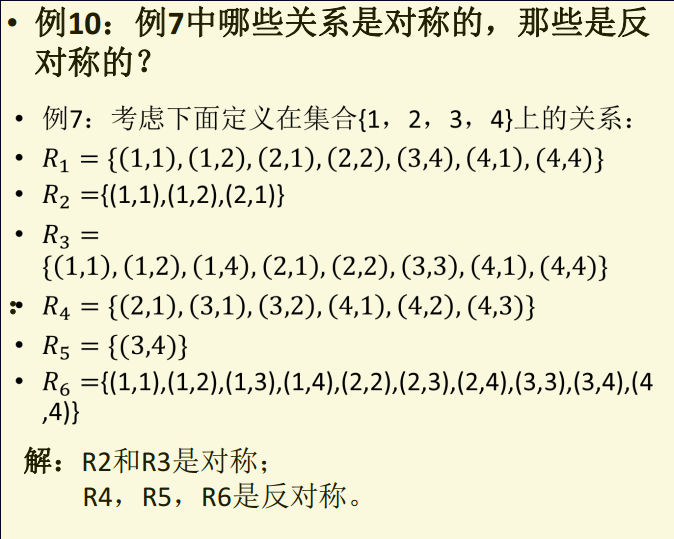 • 例10：例7中哪些关系是对称的，那些是反
对称的？
• 例7：考虑下面定义在集合{1，2，3，4}上的关系：
• R₁ = {(1,1), (1,2), (2,1), (2,2), (3,4), (4,1), (4,4)}
• R₂ ={(1,1),(1,2),(2,1)}
• R₃ =
{(1,1), (1,2), (1,4), (2,1), (2,2), (3,3), (4,1), (4,4)}
• R₄ = {(2,1), (3,1), (3,2), (4,1), (4,2), (4,3)}
• R₅ = {(3,4)}
• R₆ ={(1,1),(1,2),(1,3),(1,4),(2,2),(2,3),(2,4),(3,3),(3,4),(4
,4)}
解：R2和R3是对称；
R4，R5，R6是反对称。